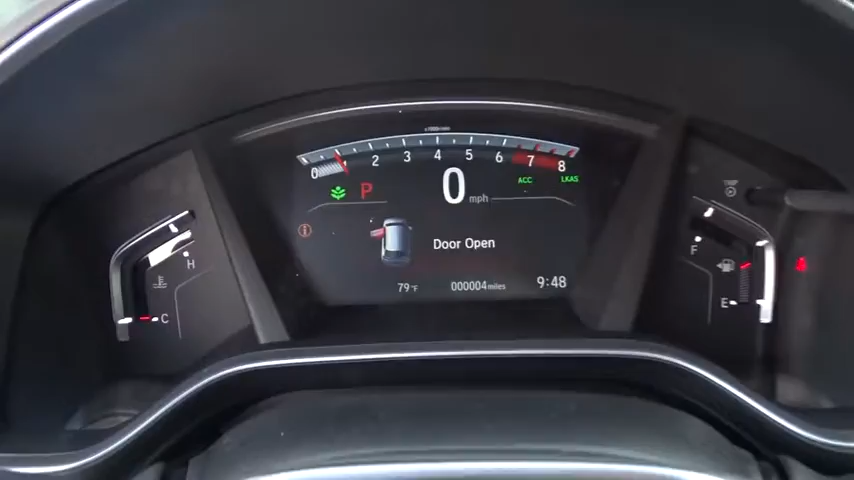 0 1 2 3 4 5 6 7 8
P
0 mph
ACC
LKAS
H
C
F
E
Door Open
79°F
000004 miles
9:48